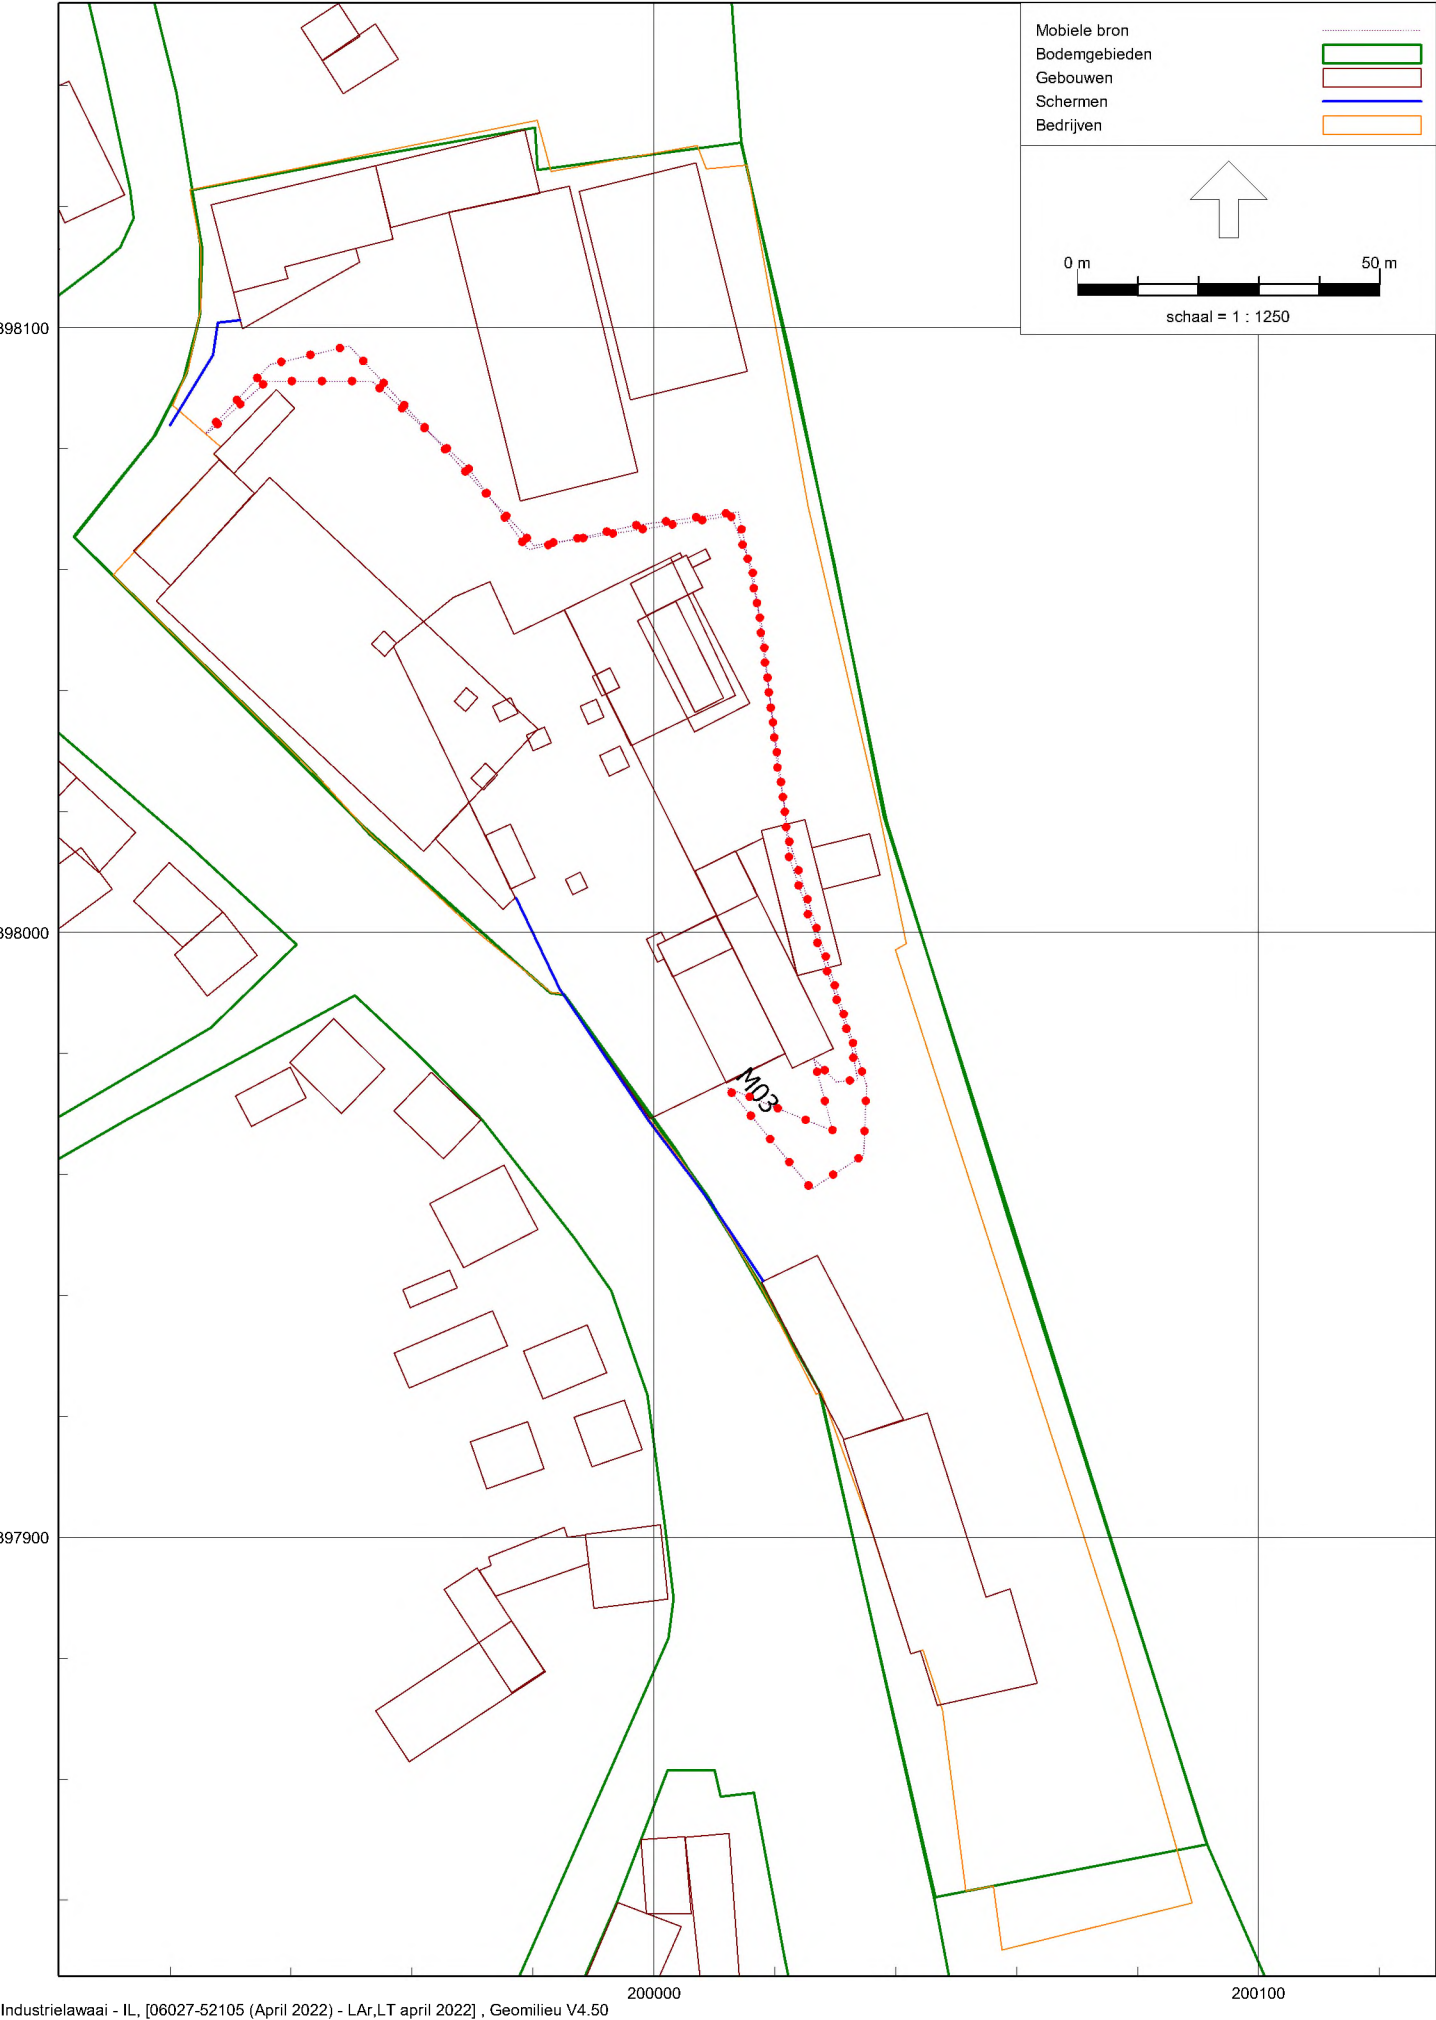 Mobiele bron
Bodemgebieden
Gebouwen
Schermen
Bedrijven
0 m 50 m
schaal = 1 : 1250
398100
398000
M03
397900
200000 200100
Industrielawaai - IL, [06027-52105 (April 2022) - LAr,LT april 2022] , Geomilieu V4.50